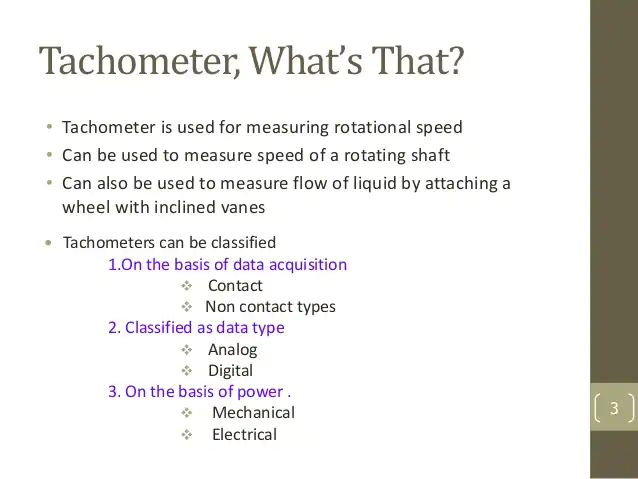 Tachometer, What's That?
• Tachometer is used for measuring rotational speed
• Can be used to measure speed of a rotating shaft
• Can also be used to measure flow of liquid by attaching a
wheel with inclined vanes
• Tachometers can be classified
1.On the basis of data acquisition
❖ Contact
❖ Non contact types
2. Classified as data type
❖ Analog
❖ Digital
3. On the basis of power .
❖ Mechanical
❖ Electrical
3